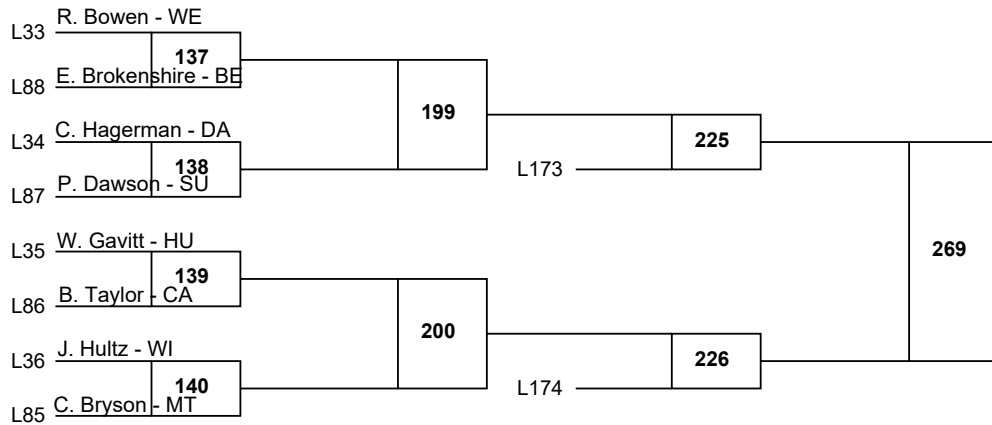 R. Bowen - WE
L33
137
E. Brokenshire - BE
L88
199
C. Hagerman - DA
L34
225
138
L173
P. Dawson - SU
L87
W. Gavitt - HU
L35
269
139
B. Taylor - CA
L86
200
J. Hultz - WI
L36
226
140
L174
C. Bryson - MT
L85